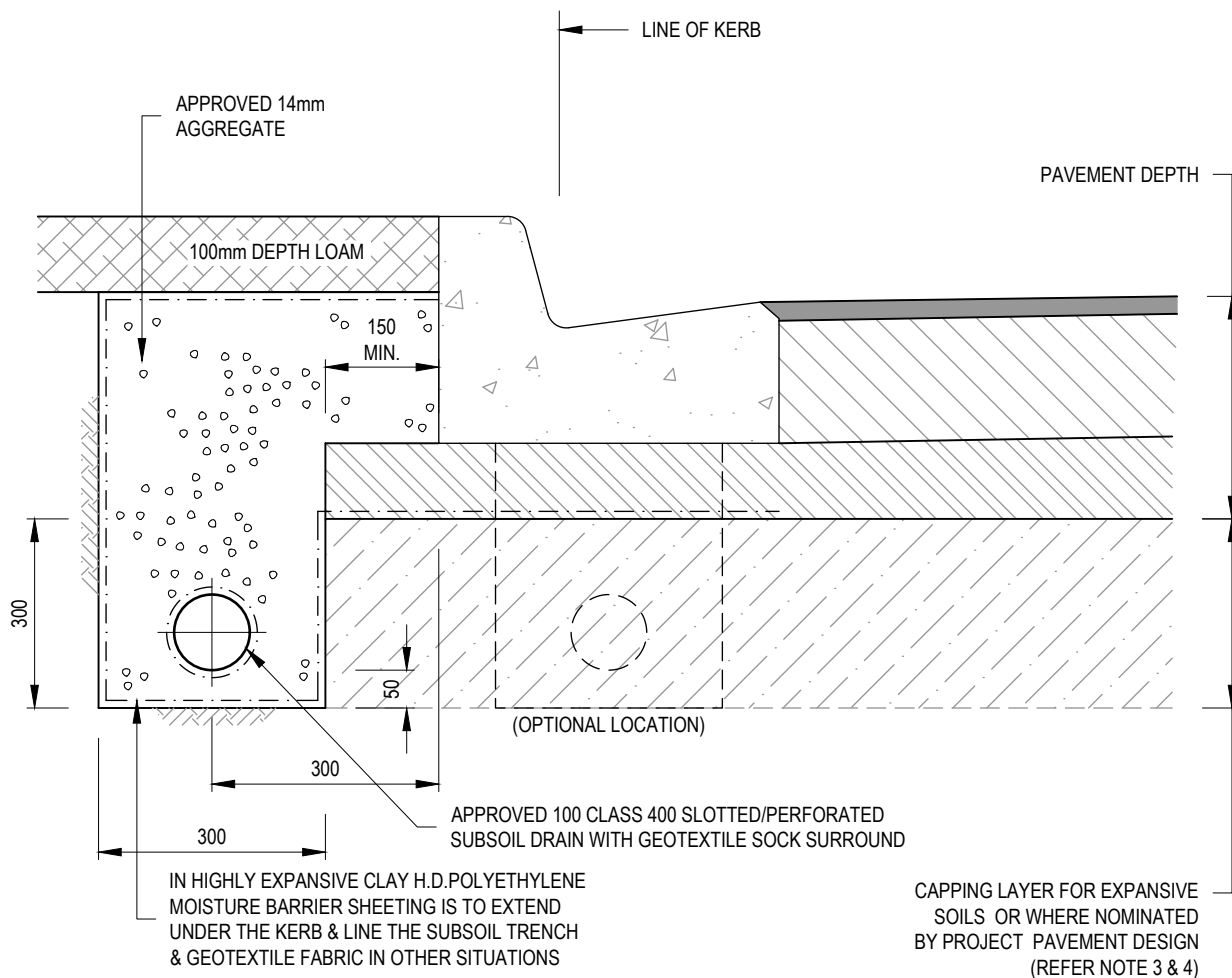 LINE OF KERB
APPROVED 14mm
AGGREGATE
PAVEMENT DEPTH
100mm DEPTH LOAM
150
MIN.
300
50
(OPTIONAL LOCATION)
300
APPROVED 100 CLASS 400 SLOTTED/PERFORATED
SUBSOIL DRAIN WITH GEOTEXTILE SOCK SURROUND
300
IN HIGHLY EXPANSIVE CLAY H.D.POLYETHYLENE
MOISTURE BARRIER SHEETING IS TO EXTEND
UNDER THE KERB & LINE THE SUBSOIL TRENCH
& GEOTEXTILE FABRIC IN OTHER SITUATIONS
CAPPING LAYER FOR EXPANSIVE
SOILS OR WHERE NOMINATED
BY PROJECT PAVEMENT DESIGN
(REFER NOTE 3 & 4)